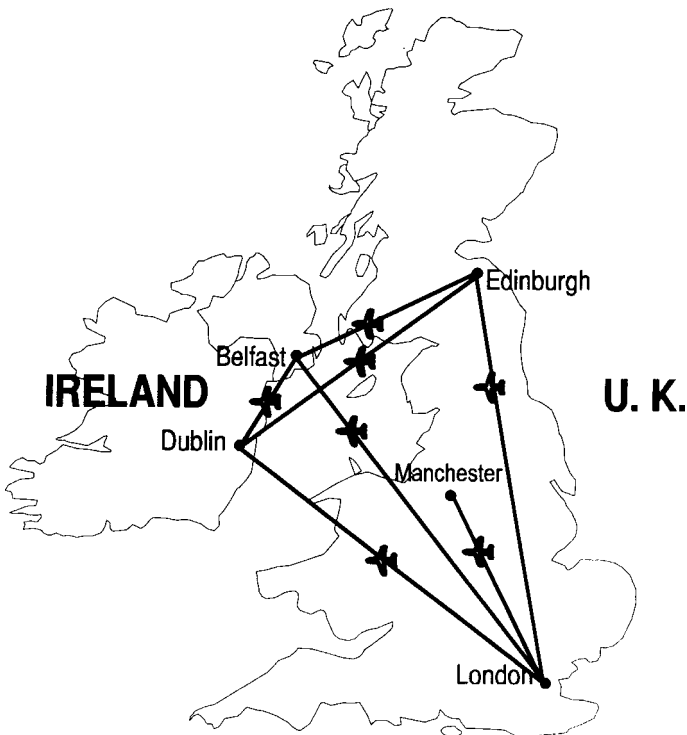 Edinburgh
Belfast
IRELAND
U. K.
Dublin
Manchester
London